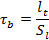 τ_b = l_t / S_l